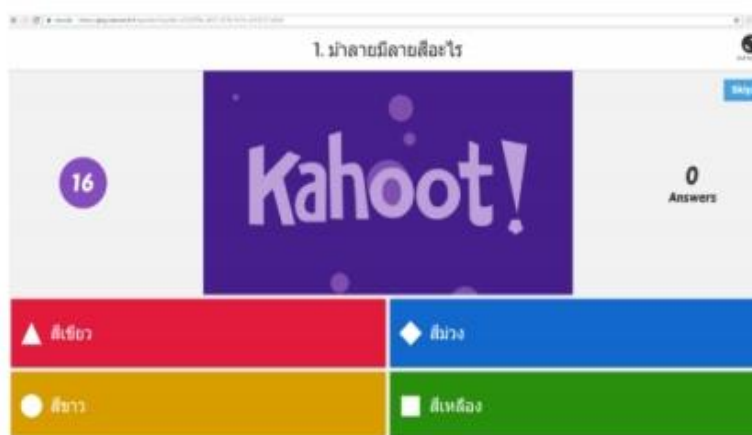 1. ม้าลายมีลายสีอะไร
Skip
16
Kahoot!
0
Answers
สีเขียว
สีม่วง
สีขาว
สีเหลือง